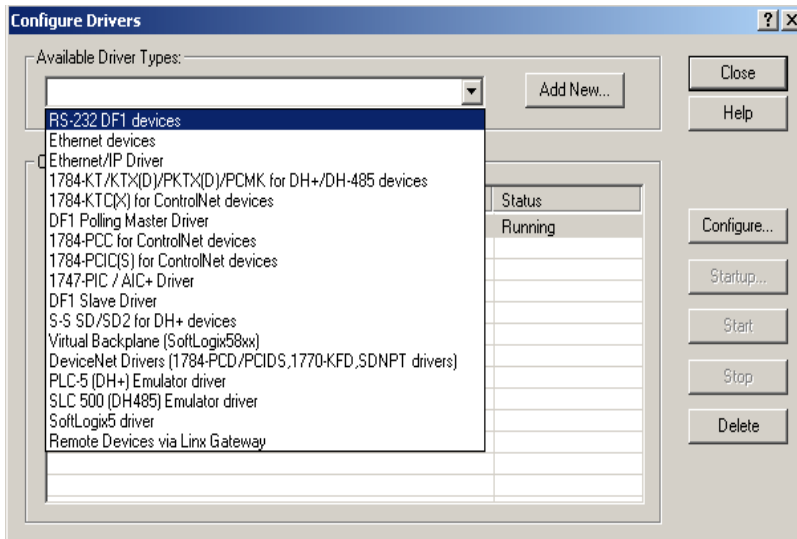 Configure Drivers
Available Driver Types:
Add New...
Close
Help
RS-232 DF1 devices
Ethernet devices
Ethernet/IP Driver
1784-KT/KTX(D)/PKTX(D)/PCMK for DH+/DH-485 devices
1784-KTC(X) for ControlNet devices
DF1 Polling Master Driver
1784-PCC for ControlNet devices
1784-PCIC(S) for ControlNet devices
1747-PIC / AIC+ Driver
DF1 Slave Driver
S-S SD/SD2 for DH+ devices
Virtual Backplane (SoftLogix58xx)
DeviceNet Drivers (1784-PCD/PCIDS,1770-KFD,SDNPT drivers)
PLC-5 (DH+) Emulator driver
SLC 500 (DH485) Emulator driver
SoftLogix5 driver
Remote Devices via Linx Gateway
Status
Running
Configure...
Startup...
Start
Stop
Delete